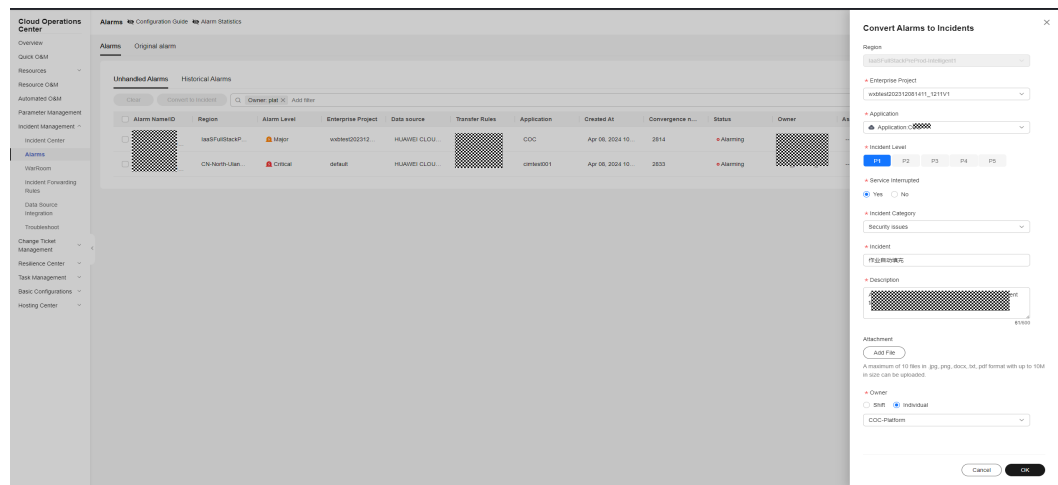 Cloud Operations Center
Alarms Configuration Guide Alarm Statistics
Overview
Quick O&M
Resources
Resource O&M
Automated O&M
Parameter Management
Incident Management
Incident Center
Alarms
WarRoom
Incident Forwarding Rules
Data Source Integration
Troubleshoot
Change Ticket Management
Resilience Center
Task Management
Basic Configurations
Hosting Center
Alarms Original alarm
Unhandled Alarms Historical Alarms
Clear Convert to Incident Owner: plat Add filter
Alarm Name/ID Region Alarm Level Enterprise Project Data source Transfer Rules Application Created At Convergence n... Status Owner As
IaaSFullStackP... Major wxbtest202312... HUAWEI CLOU... COC Apr 08, 2024 10... 2814 Alarming
CN-North-Ulan... Critical default HUAWEI CLOU... cimtest001 Apr 08, 2024 10... 2833 Alarming
Convert Alarms to Incidents
Region
IaaSFullStackPreProd-Intelligent1
* Enterprise Project
wxbtest202312081411_1211V1
* Application
Application:C
* Incident Level
P1 P2 P3 P4 P5
* Service Interrupted
Yes No
* Incident Category
Security issues
* Incident
作业自动填充
* Description
ent
61/500
Attachment
Add File
A maximum of 10 files in .jpg, png, docx, txt, pdf format with up to 10M
in size can be uploaded.
* Owner
Shift Individual
COC-Platform
Cancel OK